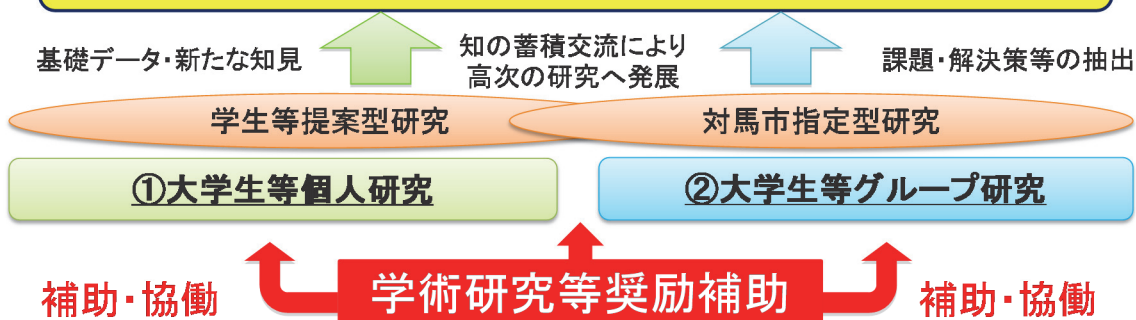 基礎データ・新たな知見
知の蓄積交流により
高次の研究へ発展
課題・解決策等の抽出
学生等提案型研究
対馬市指定型研究
①大学生等個人研究
②大学生等グループ研究
補助・協働
学術研究等奨励補助
補助・協働